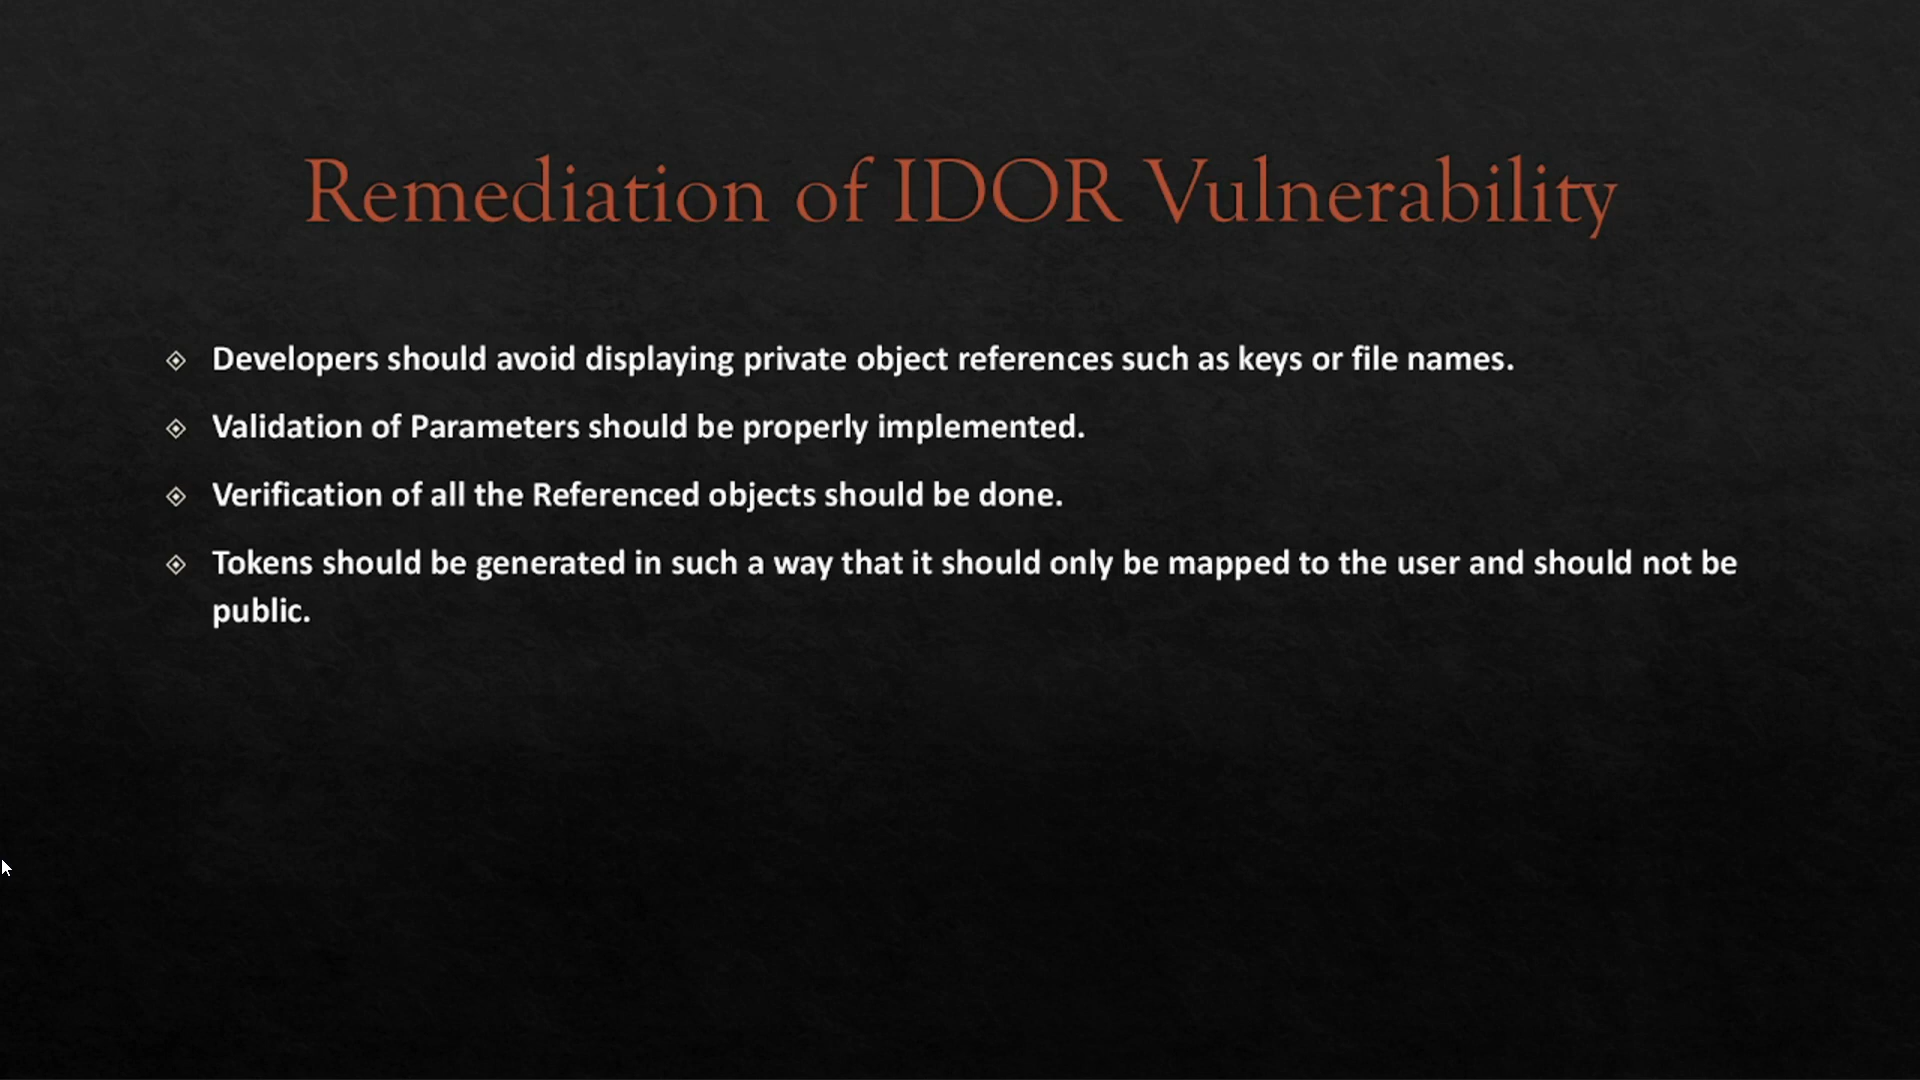 Remediation of IDOR Vulnerability
Developers should avoid displaying private object references such as keys or file names.
Validation of Parameters should be properly implemented.
Verification of all the Referenced objects should be done.
Tokens should be generated in such a way that it should only be mapped to the user and should not be
public.